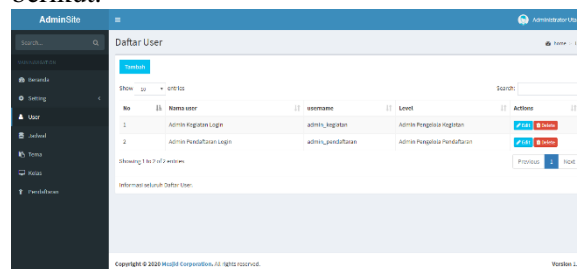 berikut.
AdminSite
Administrator Uta
Search...
Daftar User
Home
Tambah
Beranda
Show 10 entries
Search:
Setting
No Nama user username Level Actions
User
1 Admin Kegiatan Login admin_kegiatan Admin Pengelola Kegiatan Edit Delete
Jadwal
2 Admin Pendaftaran Login admin_pendaftaran Admin Pengelola Pendaftaran Edit Delete
Tema
Showing 1 to 2 of 2 entries
Previous 1 Next
Kelas
Informasi seluruh Daftar User.
Pendaftaran
Copyright © 2020 Masjid Corporation. All rights reserved.
Version